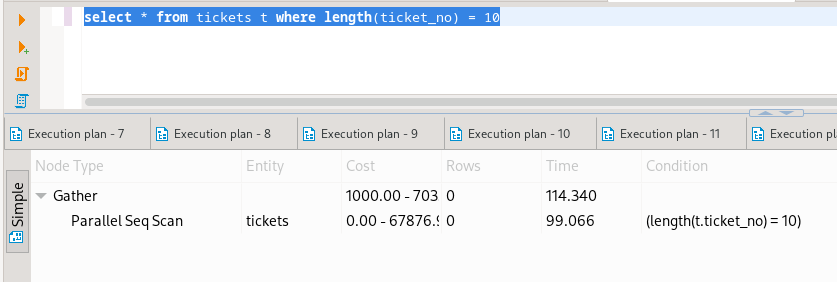 select * from tickets t where length(ticket_no) = 10
Execution plan - 7 Execution plan - 8 Execution plan - 9 Execution plan - 10 Execution plan - 11 Execution pl
Simple
Node Type Entity Cost Rows Time Condition
Gather 1000.00 - 703 0 114.340
Parallel Seq Scan tickets 0.00 - 67876.9 0 99.066 (length(t.ticket_no) = 10)